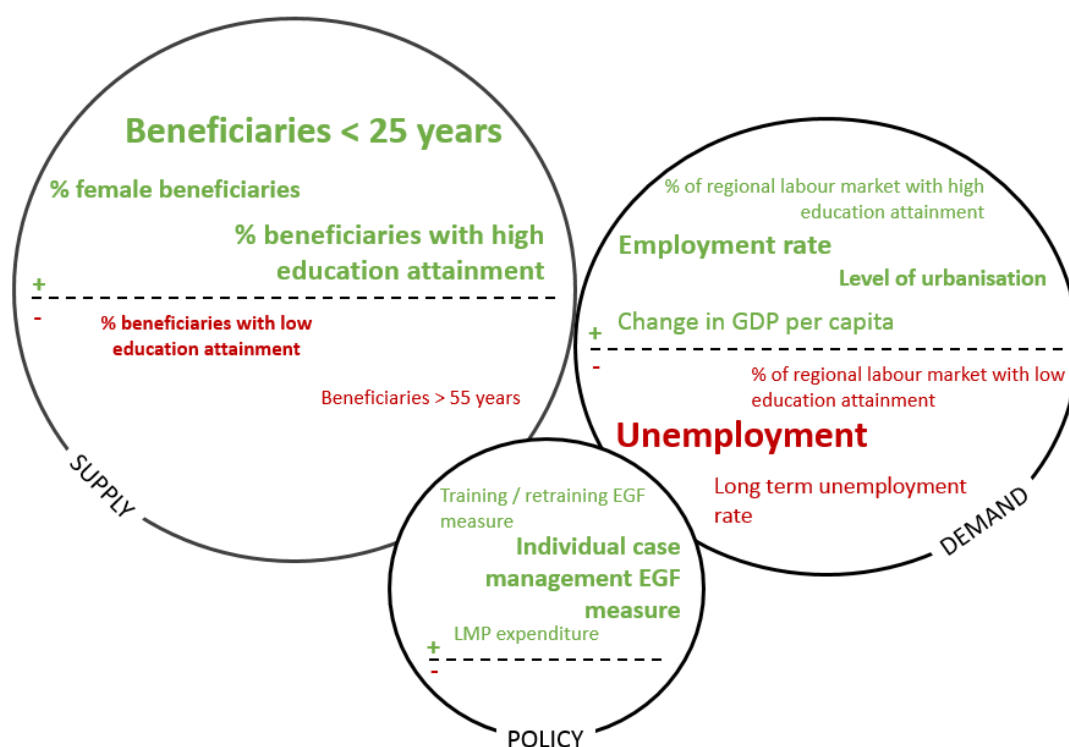 Beneficiaries < 25 years
% female beneficiaries
% beneficiaries with high
education attainment
+
-
% beneficiaries with low
education attainment
Beneficiaries > 55 years
SUPPLY
% of regional labour market with high
education attainment
Employment rate
Level of urbanisation
Change in GDP per capita
+
-
% of regional labour market with low
education attainment
Unemployment
Long term unemployment
rate
DEMAND
Training / retraining EGF
measure
Individual case
management EGF
measure
LMP expenditure
+
-
POLICY